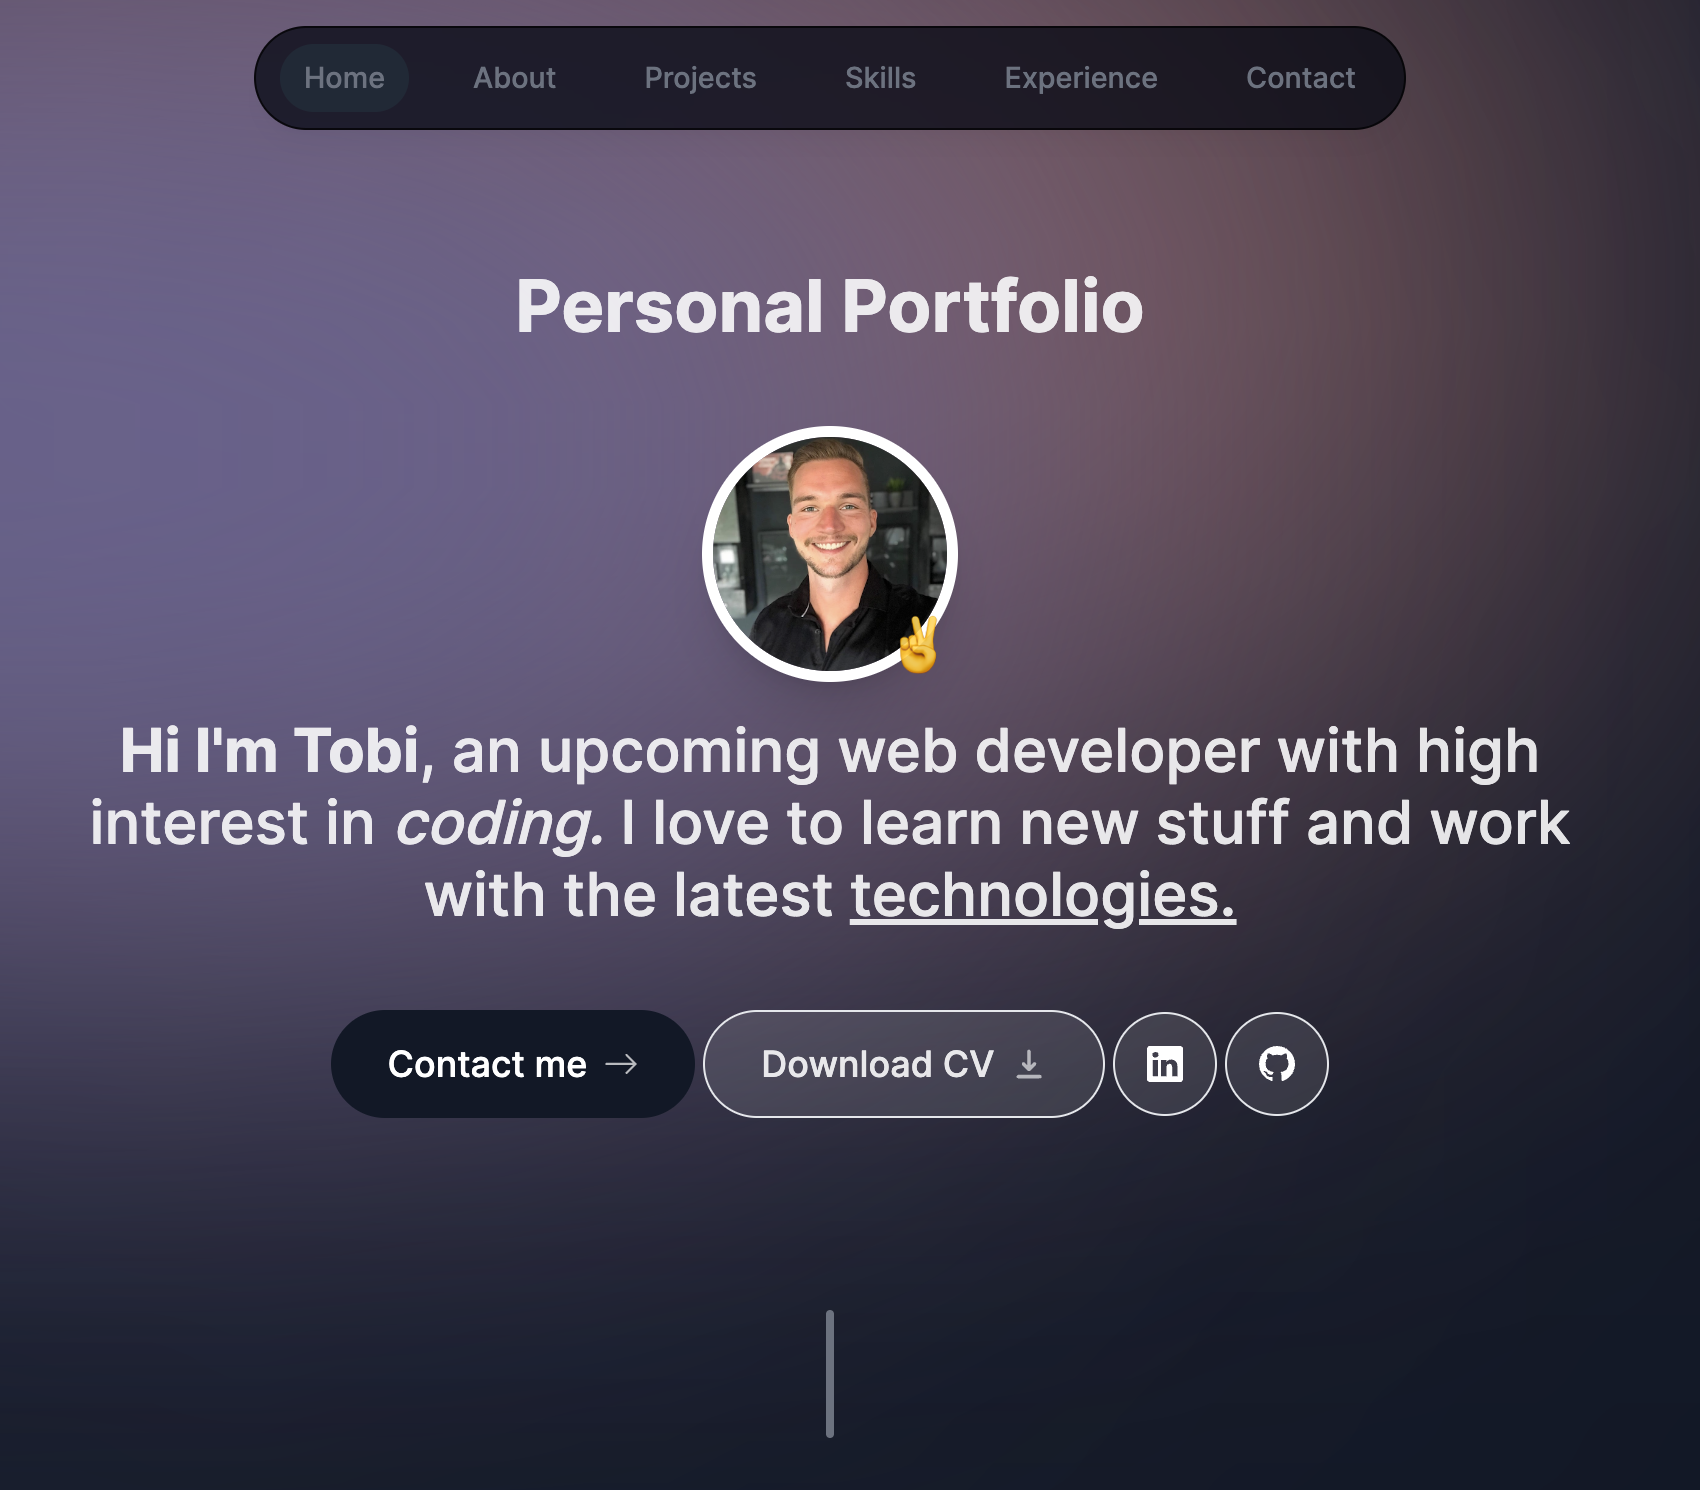 Home About Projects Skills Experience Contact
Personal Portfolio
Hi I'm Tobi, an upcoming web developer with high
interest in coding. I love to learn new stuff and work
with the latest technologies.
Contact me Download CV in